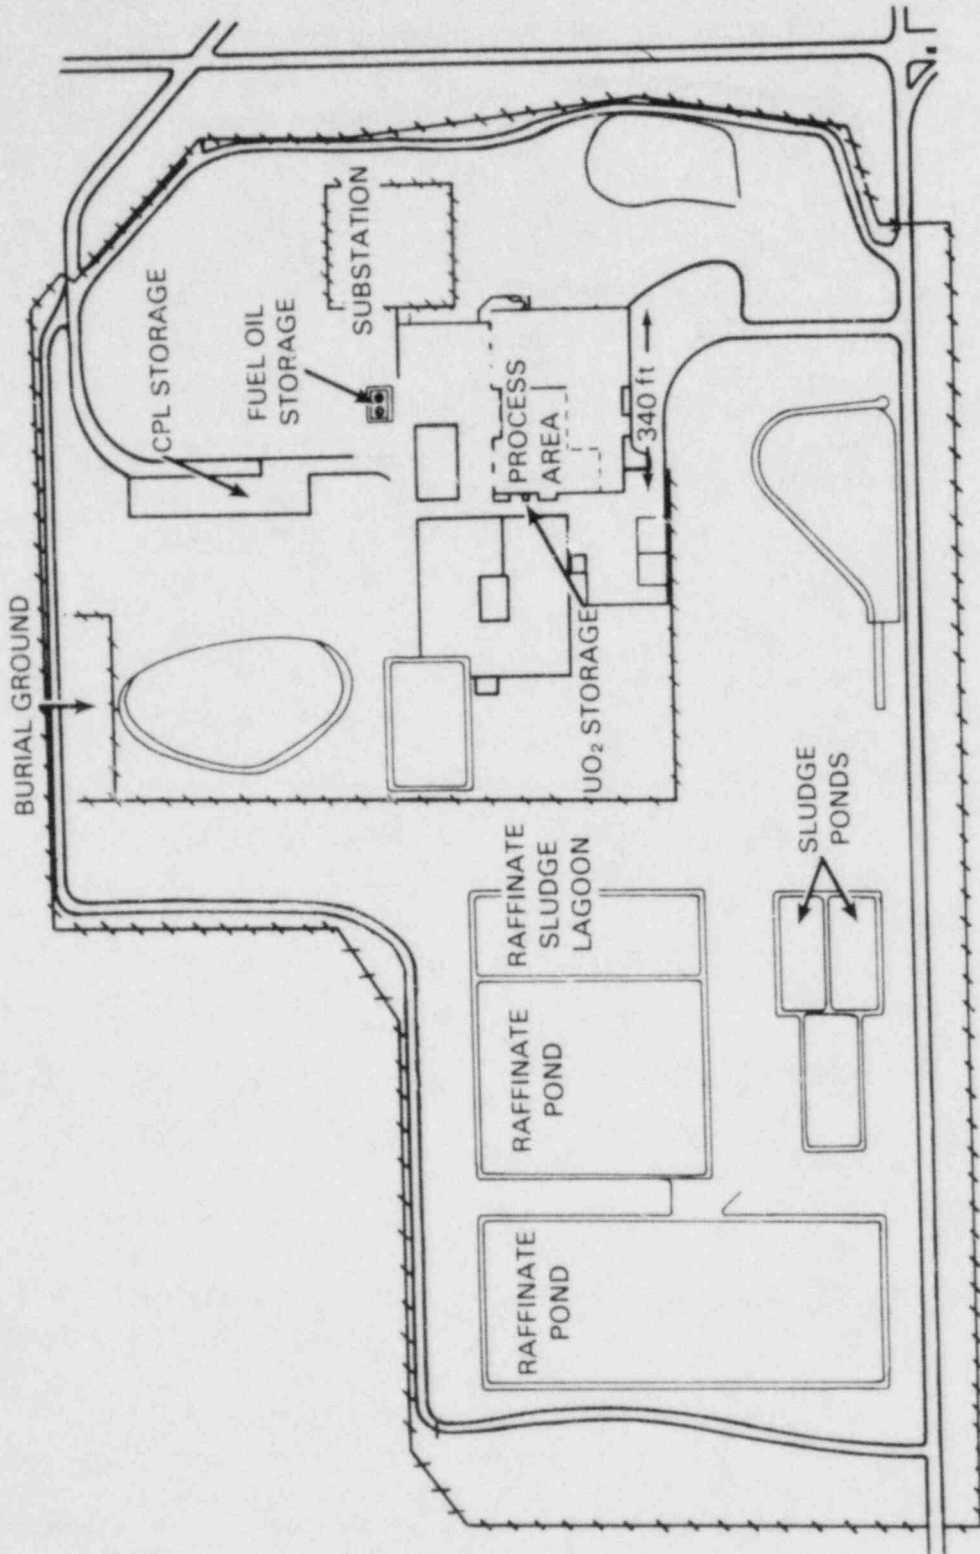 BURIAL GROUND
CPL STORAGE
FUEL OIL
STORAGE
SUBSTATION
PROCESS
AREA
340 ft
UO₂ STORAGE
RAFFINATE
SLUDGE
LAGOON
RAFFINATE
POND
RAFFINATE
POND
SLUDGE
PONDS